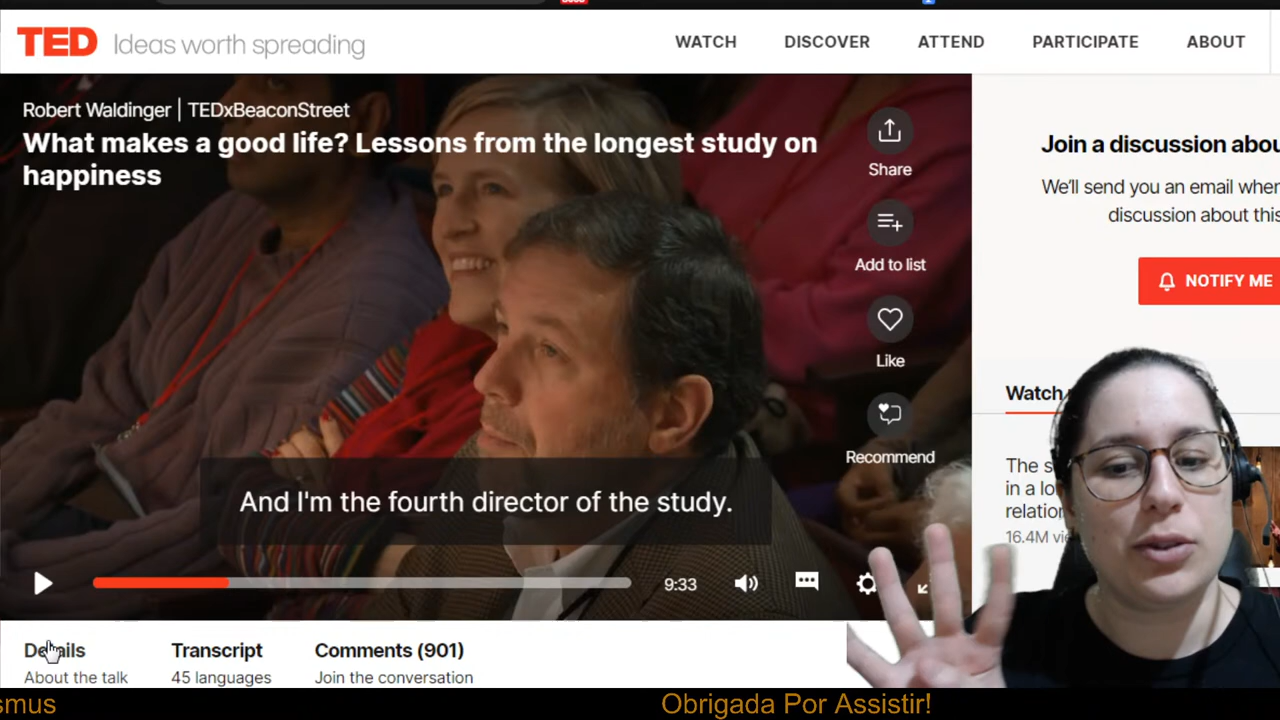 TED Ideas worth spreading
WATCH DISCOVER ATTEND PARTICIPATE ABOUT
Robert Waldinger | TEDxBeaconStreet
What makes a good life? Lessons from the longest study on
happiness
Share
Add to list
Like
Recommend
And I'm the fourth director of the study.
9:33
Details
About the talk
Transcript
45 languages
Comments (901)
Join the conversation
Join a discussion
We'll send you an email
discussion about this
NOTIFY ME
Watch
The
in a
16.4M
Obrigada Por Assistir!